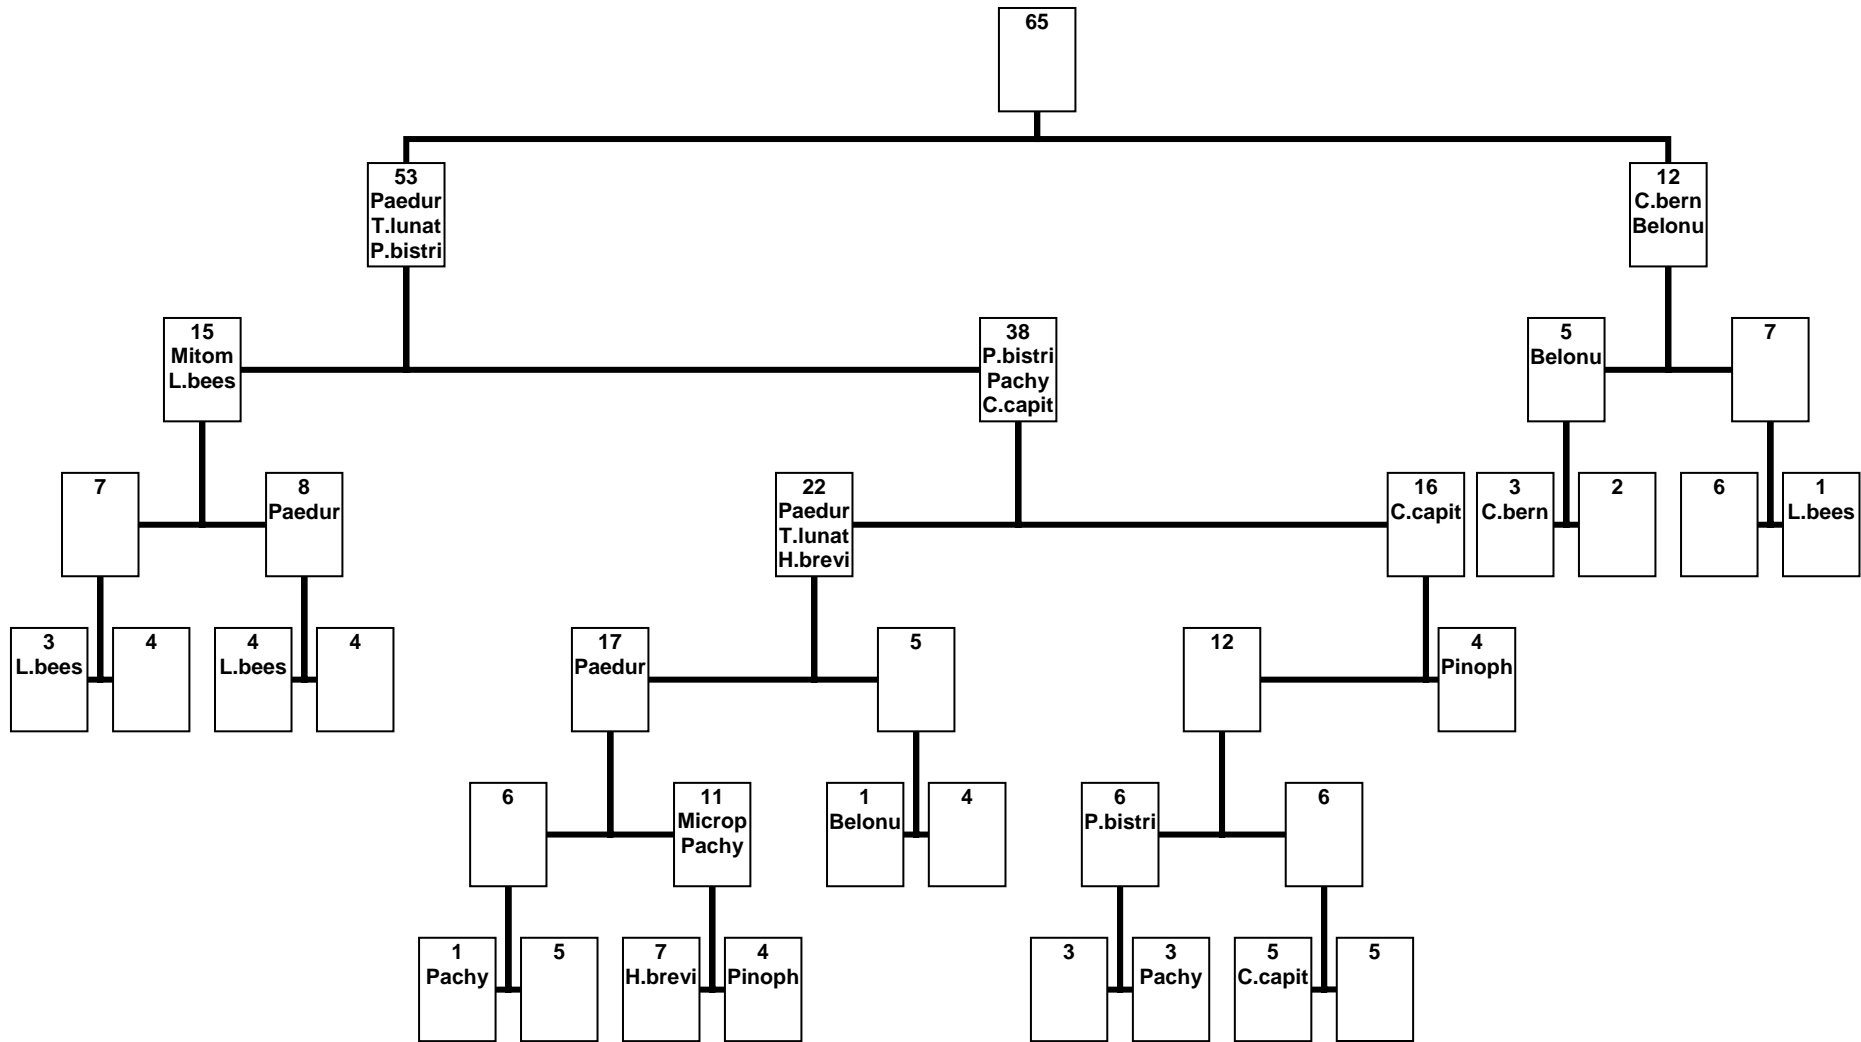 65
53
Paedur
T.lunat
P.bistri
12
C.bern
Belonu
15
Mitom
L.bees
38
P.bistri
Pachy
C.capit
5
Belonu
7
7
8
Paedur
22
Paedur
T.lunat
H.brevi
16
C.capit
3
C.bern
2
6
1
L.bees
3
L.bees
4
4
L.bees
4
17
Paedur
5
12
4
Pinoph
6
11
Microp
Pachy
1
Belonu
4
6
P.bistri
6
1
Pachy
5
7
H.brevi
4
Pinoph
3
3
Pachy
5
C.capit
5